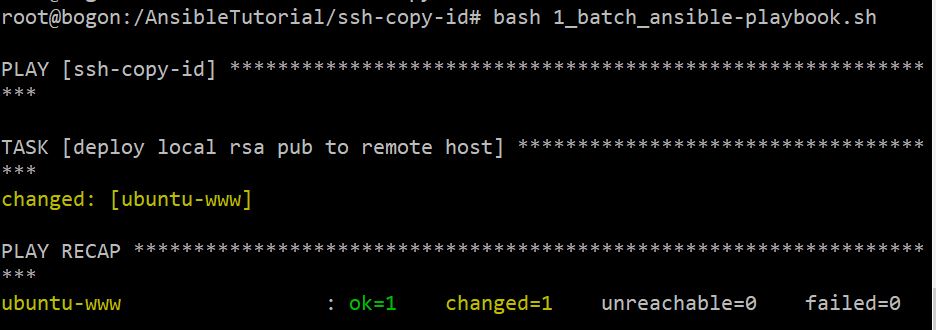 root@bogon:/AnsibleTutorial/ssh-copy-id# bash 1_batch_ansible-playbook.sh
PLAY [ssh-copy-id] **********************************************************
***
TASK [deploy local rsa pub to remote host] **********************************
***
changed: [ubuntu-www]
PLAY RECAP ******************************************************************
***
ubuntu-www                 : ok=1    changed=1    unreachable=0    failed=0